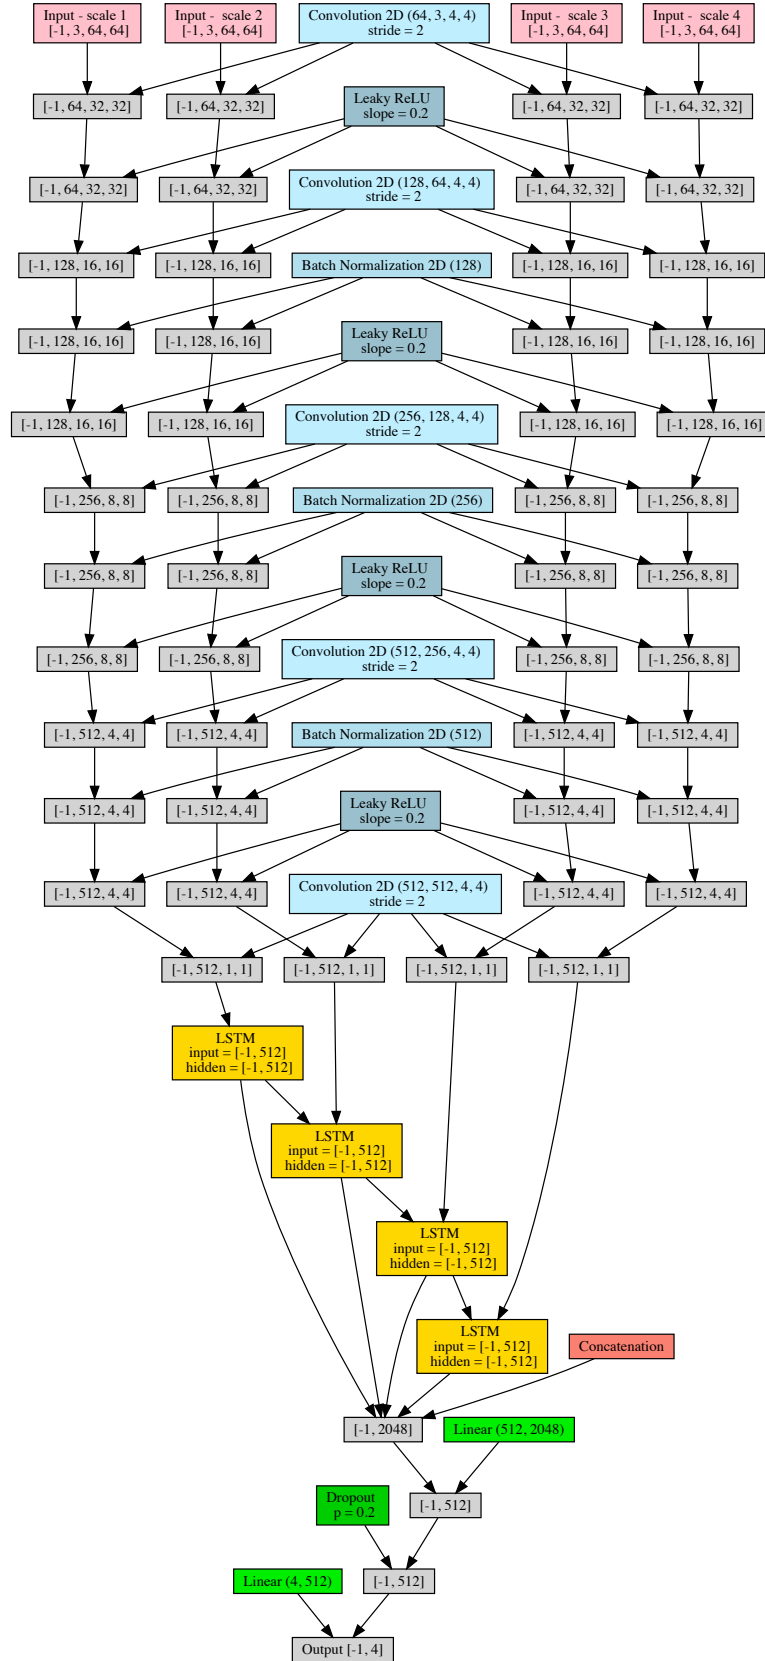 Input - scale 1
[-1, 3, 64, 64]
Input - scale 2
[-1, 3, 64, 64]
Convolution 2D (64, 3, 4, 4)
stride = 2
Input - scale 3
[-1, 3, 64, 64]
Input - scale 4
[-1, 3, 64, 64]
[-1, 64, 32, 32]
[-1, 64, 32, 32]
Leaky ReLU
slope = 0.2
[-1, 64, 32, 32]
[-1, 64, 32, 32]
[-1, 64, 32, 32]
[-1, 64, 32, 32]
Convolution 2D (128, 64, 4, 4)
stride = 2
[-1, 64, 32, 32]
[-1, 64, 32, 32]
[-1, 128, 16, 16]
[-1, 128, 16, 16]
Batch Normalization 2D (128)
[-1, 128, 16, 16]
[-1, 128, 16, 16]
[-1, 128, 16, 16]
[-1, 128, 16, 16]
Leaky ReLU
slope = 0.2
[-1, 128, 16, 16]
[-1, 128, 16, 16]
[-1, 128, 16, 16]
[-1, 128, 16, 16]
Convolution 2D (256, 128, 4, 4)
stride = 2
[-1, 128, 16, 16]
[-1, 128, 16, 16]
[-1, 256, 8, 8]
[-1, 256, 8, 8]
Batch Normalization 2D (256)
[-1, 256, 8, 8]
[-1, 256, 8, 8]
[-1, 256, 8, 8]
[-1, 256, 8, 8]
Leaky ReLU
slope = 0.2
[-1, 256, 8, 8]
[-1, 256, 8, 8]
[-1, 256, 8, 8]
[-1, 256, 8, 8]
Convolution 2D (512, 256, 4, 4)
stride = 2
[-1, 256, 8, 8]
[-1, 256, 8, 8]
[-1, 512, 4, 4]
[-1, 512, 4, 4]
Batch Normalization 2D (512)
[-1, 512, 4, 4]
[-1, 512, 4, 4]
[-1, 512, 4, 4]
[-1, 512, 4, 4]
Leaky ReLU
slope = 0.2
[-1, 512, 4, 4]
[-1, 512, 4, 4]
[-1, 512, 4, 4]
[-1, 512, 4, 4]
Convolution 2D (512, 512, 4, 4)
stride = 2
[-1, 512, 4, 4]
[-1, 512, 4, 4]
[-1, 512, 1, 1]
[-1, 512, 1, 1]
[-1, 512, 1, 1]
[-1, 512, 1, 1]
LSTM
input = [-1, 512]
hidden = [-1, 512]
LSTM
input = [-1, 512]
hidden = [-1, 512]
LSTM
input = [-1, 512]
hidden = [-1, 512]
LSTM
input = [-1, 512]
hidden = [-1, 512]
Concatenation
[-1, 2048]
Linear (512, 2048)
Dropout
p = 0.2
[-1, 512]
Linear (4, 512)
[-1, 512]
Output [-1, 4]